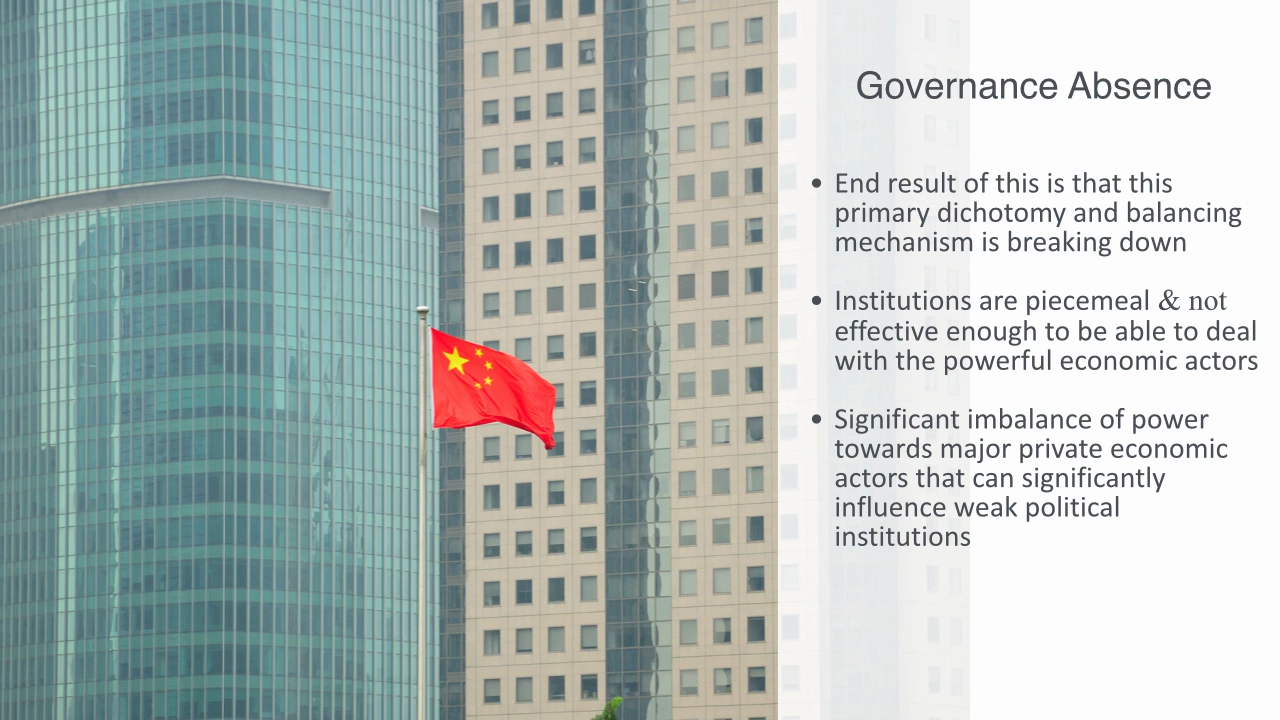 Governance Absence
• End result of this is that this
primary dichotomy and balancing
mechanism is breaking down
• Institutions are piecemeal & not
effective enough to be able to deal
with the powerful economic actors
• Significant imbalance of power
towards major private economic
actors that can significantly
influence weak political
institutions